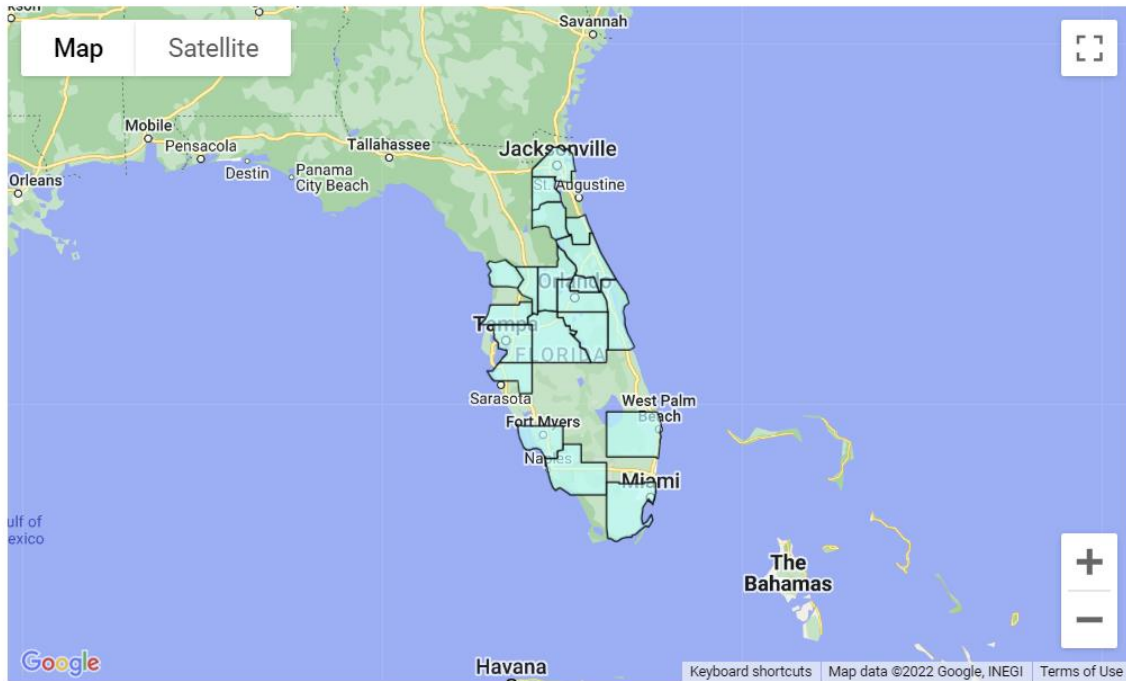 kson
Savannah
Map
Satellite
Mobile
Pensacola
Tallahassee
Jacksonville
Destin
Panama
City Beach
Orleans
St. Augustine
Orlando
Tampa
FLORIDA
Sarasota
West Palm
Beach
Fort Myers
Naples
Miami
ulf of
exico
The
Bahamas
Google
Havana
Keyboard shortcuts
Map data ©2022 Google, INEGI
Terms of Use